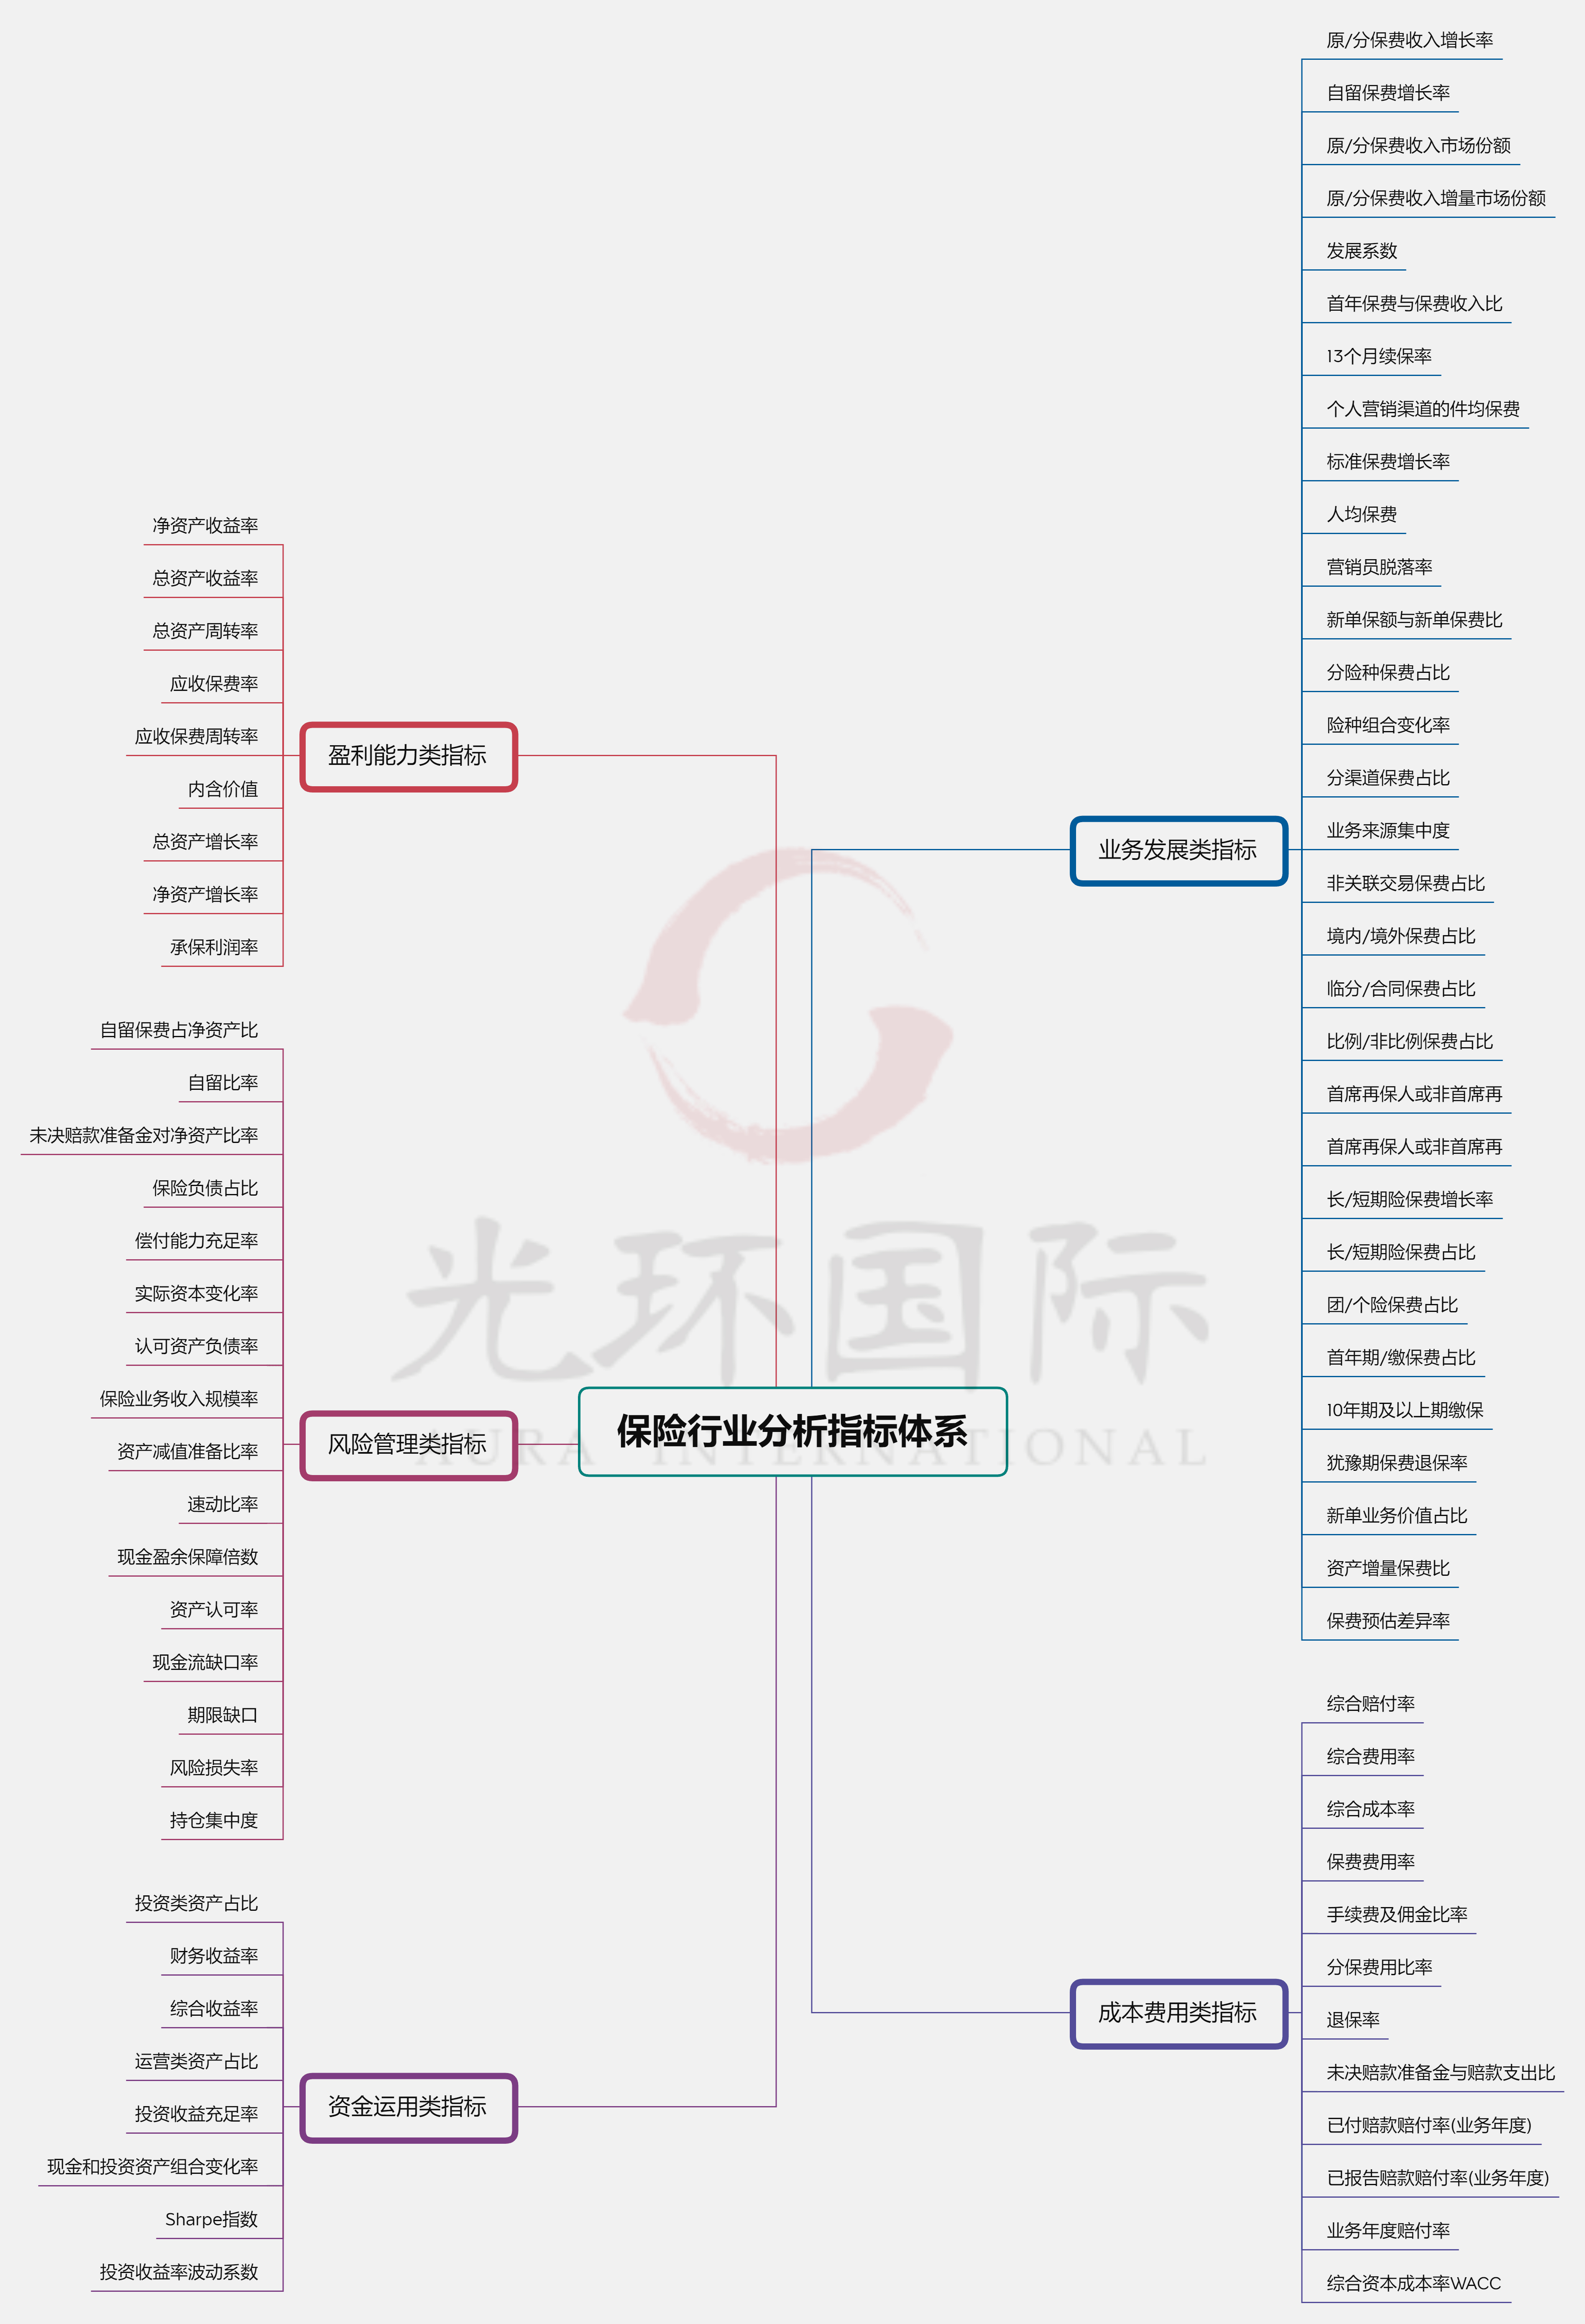 保险行业分析指标体系
业务发展类指标
原/分保费收入增长率
自留保费增长率
原/分保费收入市场份额
原/分保费收入增量市场份额
发展系数
首年保费与保费收入比
13个月续保率
个人营销渠道的件均保费
标准保费增长率
人均保费
营销员脱落率
新单保额与新单保费比
分险种保费占比
险种组合变化率
分渠道保费占比
业务来源集中度
非关联交易保费占比
境内/境外保费占比
临分/合同保费占比
比例/非比例保费占比
首席再保人或非首席再
首席再保人或非首席再
长/短期险保费增长率
长/短期险保费占比
团/个险保费占比
首年期/缴保费占比
10年期及以上期缴保
犹豫期保费退保率
新单业务价值占比
资产增量保费比
保费预估差异率
成本费用类指标
综合赔付率
综合费用率
综合成本率
保费费用率
手续费及佣金比率
分保费用比率
退保率
未决赔款准备金与赔款支出比
已付赔款赔付率(业务年度)
已报告赔款赔付率(业务年度)
业务年度赔付率
综合资本成本率WACC
盈利能力类指标
净资产收益率
总资产收益率
总资产周转率
应收保费率
应收保费周转率
内含价值
总资产增长率
净资产增长率
承保利润率
风险管理类指标
自留保费占净资产比
自留比率
未决赔款准备金对净资产比率
保险负债占比
偿付能力充足率
实际资本变化率
认可资产负债率
保险业务收入规模率
资产减值准备比率
速动比率
现金盈余保障倍数
资产认可率
现金流缺口率
期限缺口
风险损失率
持仓集中度
资金运用类指标
投资类资产占比
财务收益率
综合收益率
运营类资产占比
投资收益充足率
现金和投资资产组合变化率
Sharpe指数
投资收益率波动系数
光环国际
AURA INTERNATIONAL